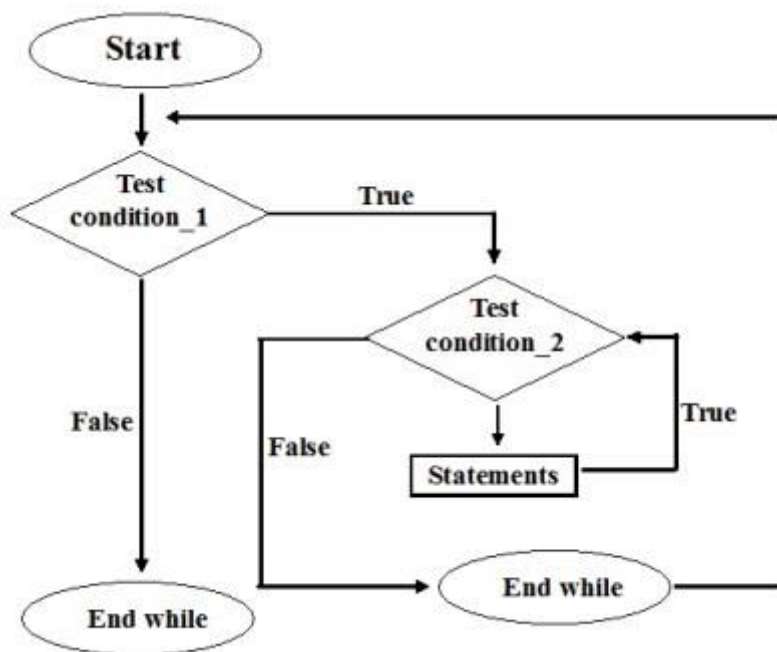 Start
Test
condition_1
True
Test
condition_2
False
False
True
Statements
End while
End while